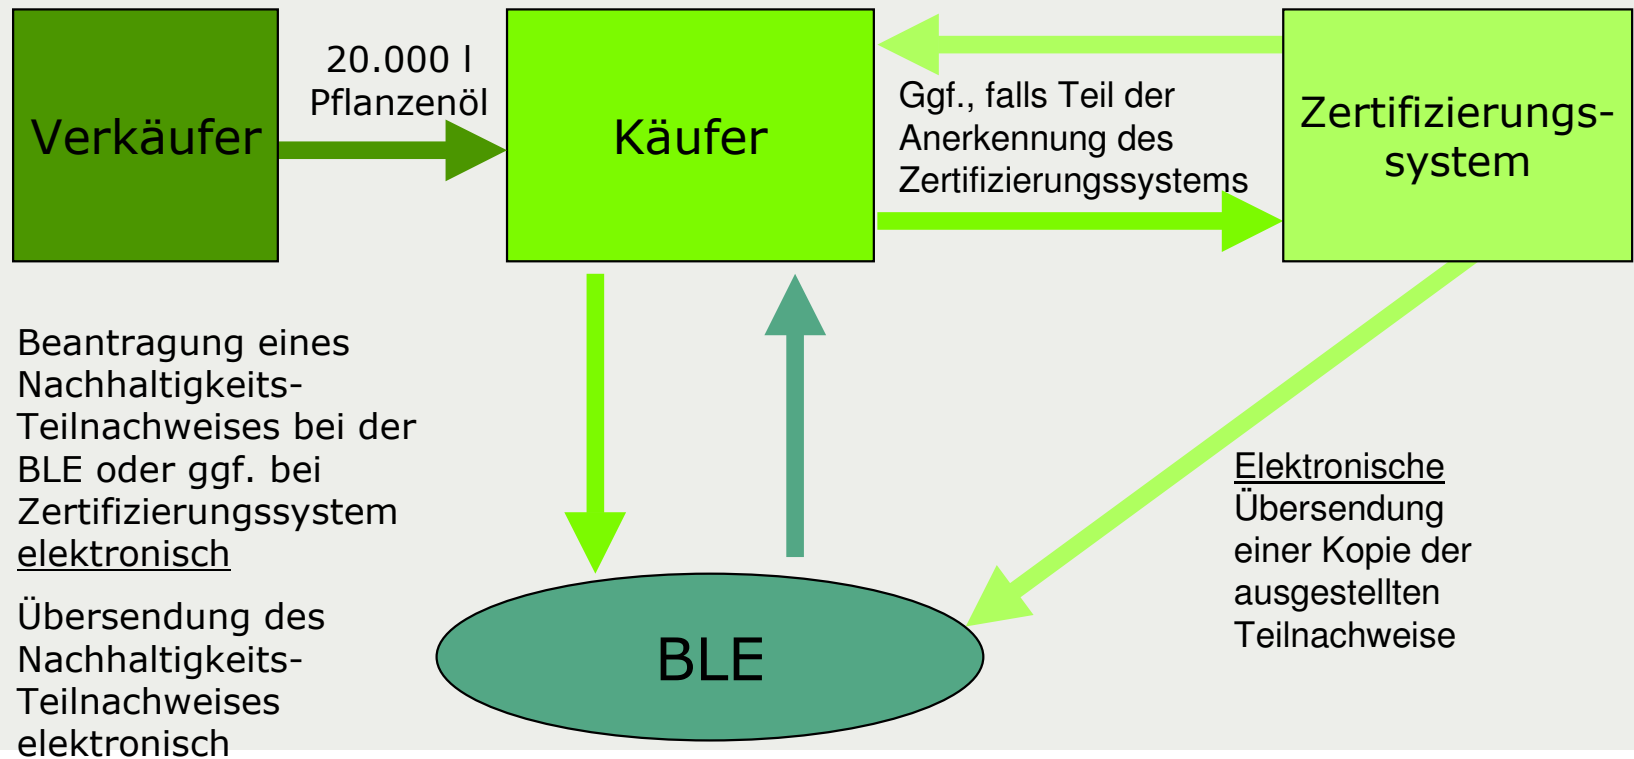 Verkäufer
20.000 l
Pflanzenöl
Käufer
Ggf., falls Teil der
Anerkennung des
Zertifizierungssystems
Zertifizierungs-
system
Beantragung eines
Nachhaltigkeits-
Teilnachweises bei der
BLE oder ggf. bei
Zertifizierungssystem
elektronisch
Übersendung des
Nachhaltigkeits-
Teilnachweises
elektronisch
BLE
Elektronische
Übersendung
einer Kopie der
ausgestellten
Teilnachweise